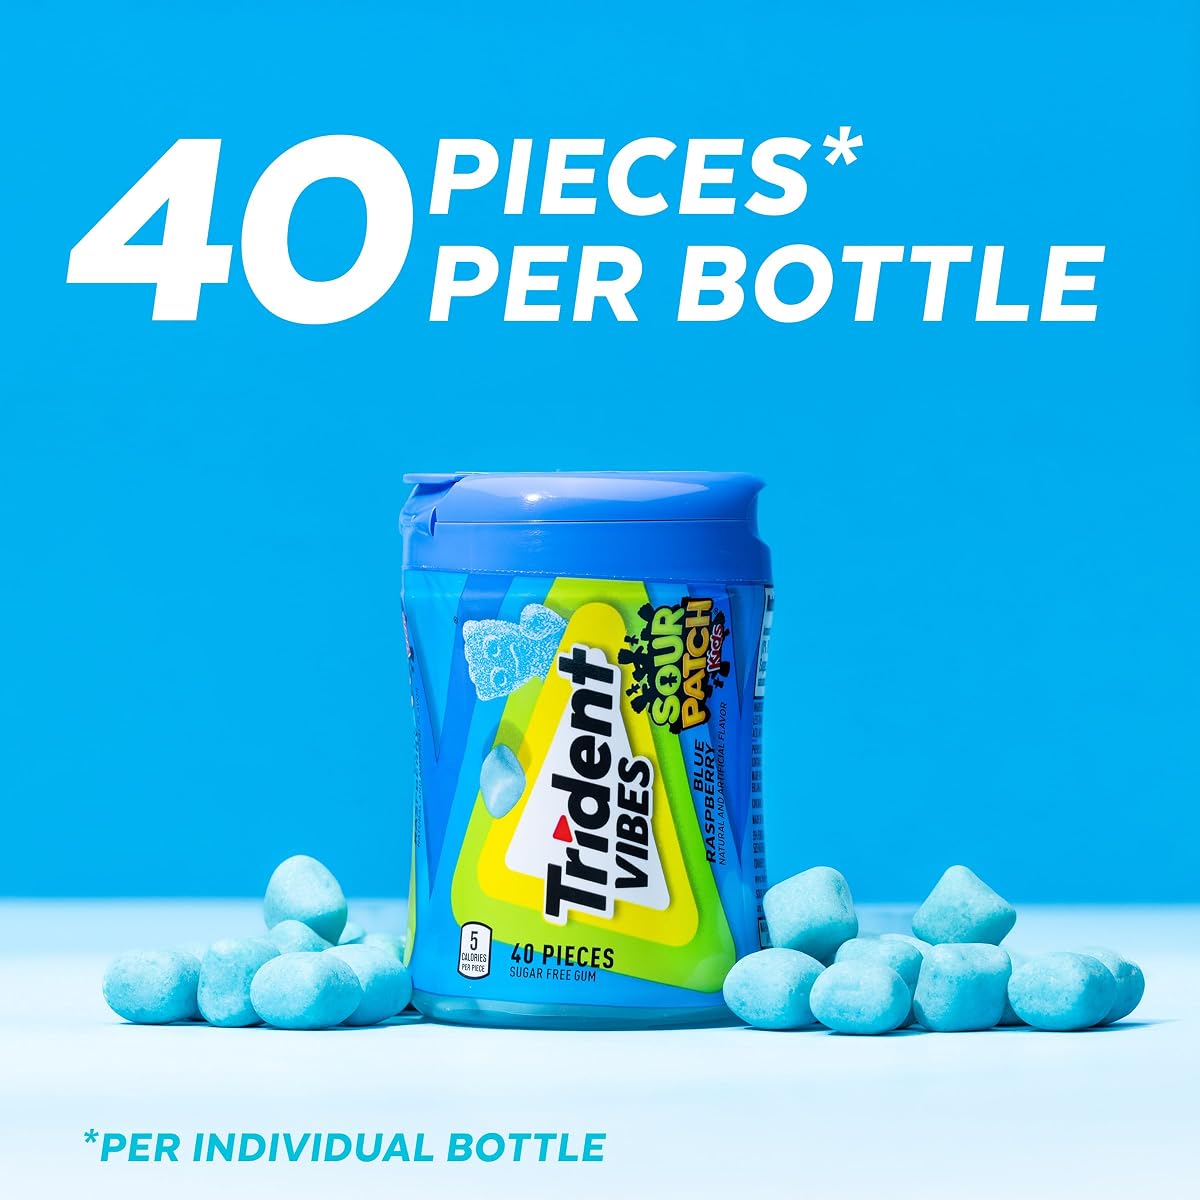 40 PIECES*
PER BOTTLE
SOUR
PATCH
Kids
Trident
VIBES
BLUE
RASPBERRY
NATURAL AND ARTIFICIAL FLAVOR
5
CALORIES
PER PIECE
40 PIECES
SUGAR FREE GUM
*PER INDIVIDUAL BOTTLE